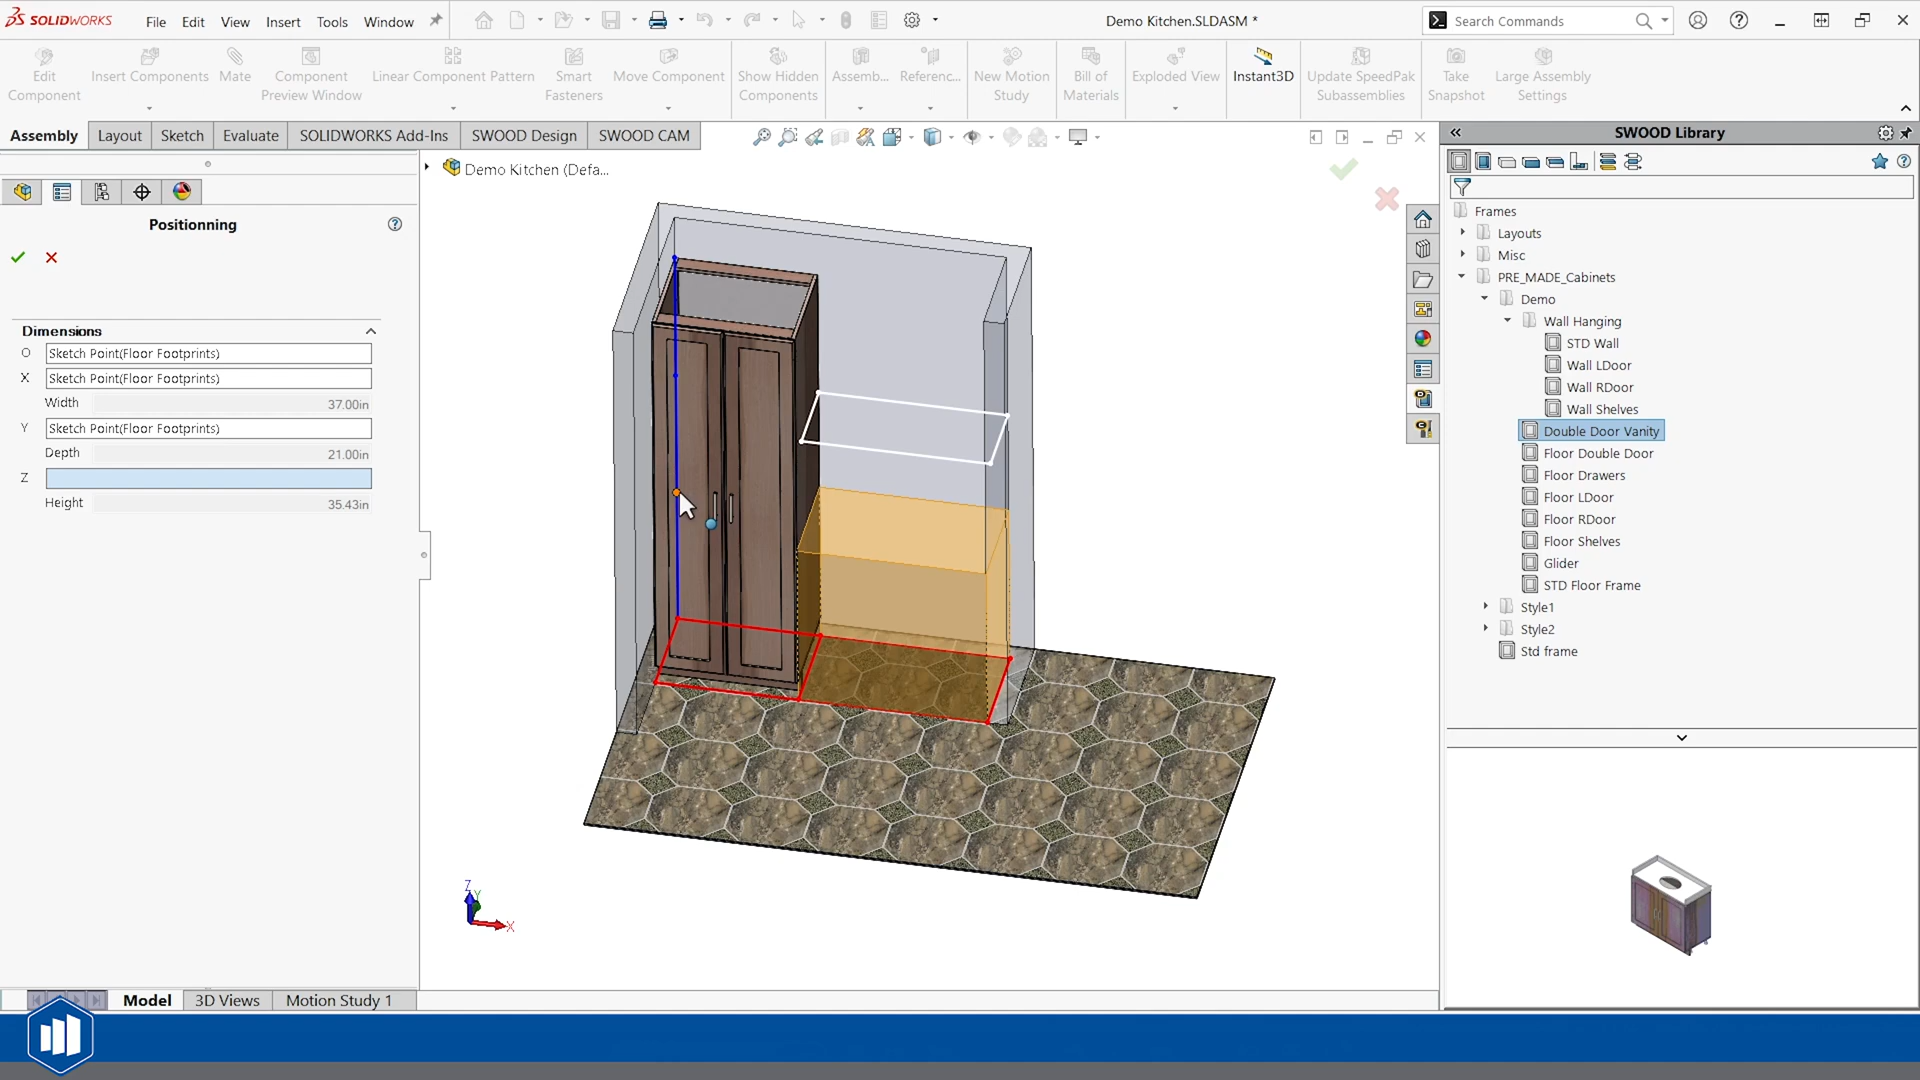 SOLIDWORKS File Edit View Insert Tools Window Demo Kitchen.SLDASM * Search Commands
Edit Component
Insert Components
Mate
Component Preview Window
Linear Component Pattern
Smart Fasteners
Move Component
Show Hidden Components
Assemb...
Referenc...
New Motion Study
Bill of Materials
Exploded View
Instant3D
Update SpeedPak Subassemblies
Take Snapshot
Large Assembly Settings
Assembly Layout Sketch Evaluate SOLIDWORKS Add-Ins SWOOD Design SWOOD CAM
Demo Kitchen (Defa...
Positionning
Dimensions
O Sketch Point(Floor Footprints)
X Sketch Point(Floor Footprints)
Width 37.00in
Y Sketch Point(Floor Footprints)
Depth 21.00in
Z
Height 35.43in
Z
Y
X
SWOOD Library
Frames
Layouts
Misc
PRE_MADE_Cabinets
Demo
Wall Hanging
STD Wall
Wall LDoor
Wall RDoor
Wall Shelves
Double Door Vanity
Floor Double Door
Floor Drawers
Floor LDoor
Floor RDoor
Floor Shelves
Glider
STD Floor Frame
Style1
Style2
Std frame
Model 3D Views Motion Study 1